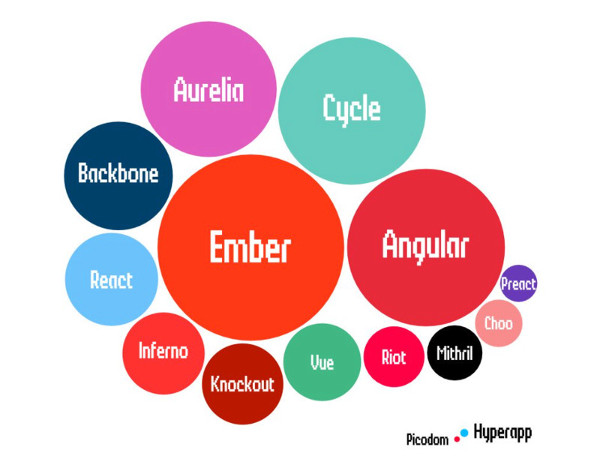 Aurelia
Cycle
Backbone
Ember
Angular
React
Preact
Choo
Inferno
Vue
Riot
Mithril
Knockout
Picodom
Hyperapp